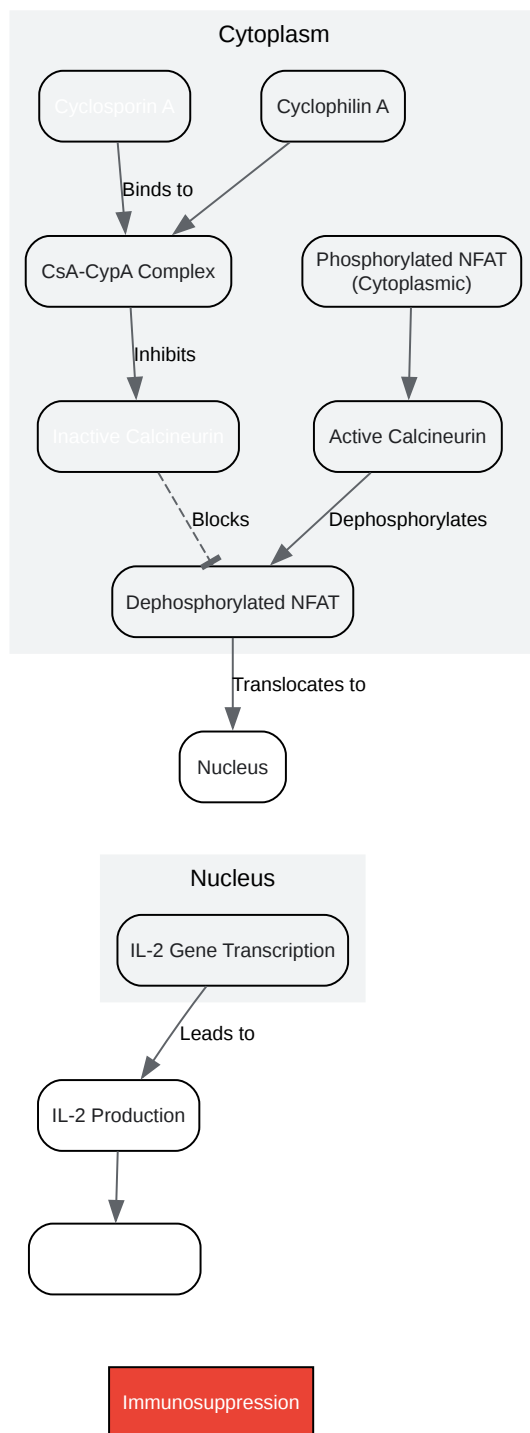 Cytoplasm
Cyclosporin A
Cyclophilin A
Binds to
CsA-CypA Complex
Phosphorylated NFAT
(Cytoplasmic)
Inhibits
Inactive Calcineurin
Active Calcineurin
Blocks
Dephosphorylates
Dephosphorylated NFAT
Translocates to
Nucleus
Nucleus
IL-2 Gene Transcription
Leads to
IL-2 Production
Immunosuppression